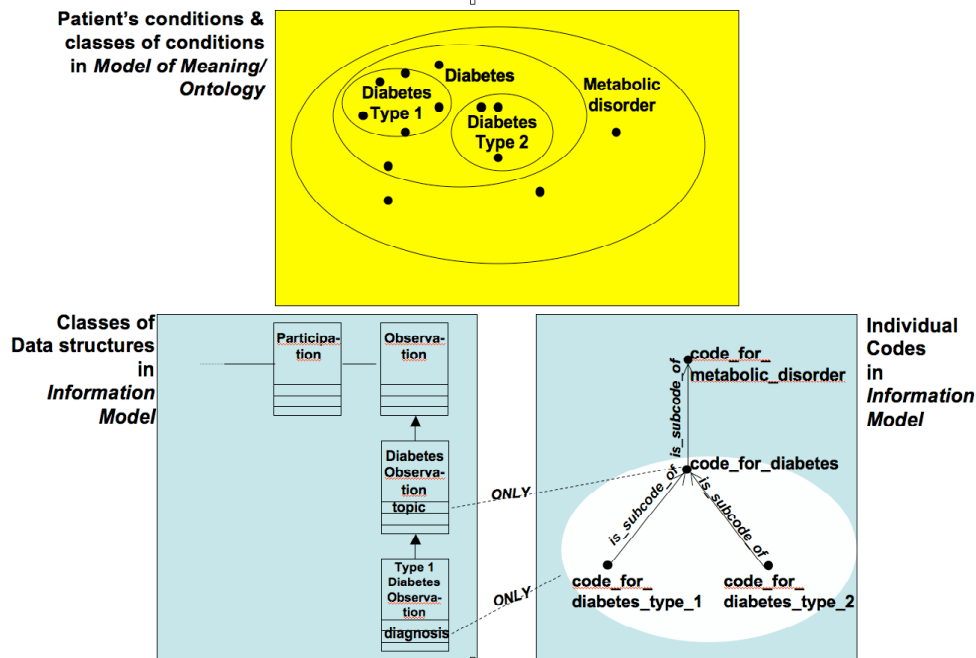 Patient's conditions &
classes of conditions
in Model of Meaning/
Ontology
Diabetes
Metabolic
disorder
Diabetes
Type 1
Diabetes
Type 2
Classes of
Data structures
in
Information
Model
Participa-
tion
Observa-
tion
Diabetes
Observa-
tion
topic
Type 1
Diabetes
Observa-
tion
diagnosis
ONLY
ONLY
code_for_
metabolic_disorder
is_subcode_of
code_for_diabetes
is_subcode_of
is_subcode_of
code_for_
diabetes_type_1
code_for_
diabetes_type_2
Individual
Codes
in
Information
Model